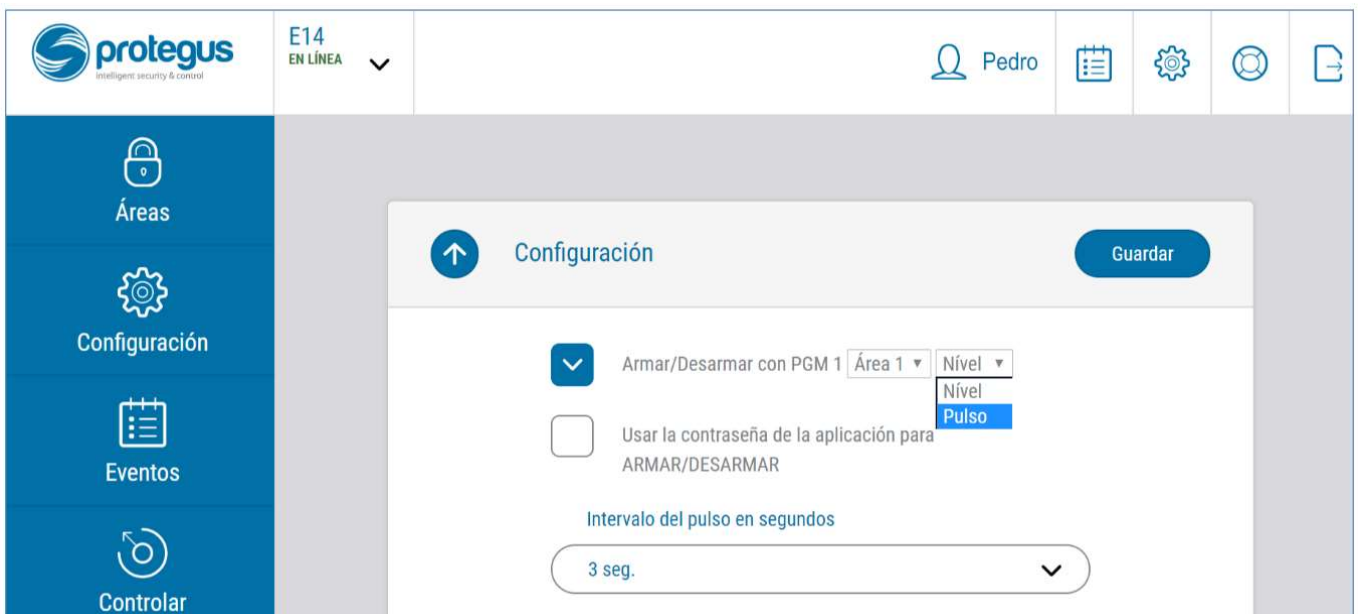 protegus
intelligent security & control
E14
EN LÍNEA
Pedro
Áreas
Configuración
Eventos
Controlar
Configuración
Guardar
Armar/Desarmar con PGM 1 Área 1 Nível
Nível
Pulso
Usar la contraseña de la aplicación para
ARMAR/DESARMAR
Intervalo del pulso en segundos
3 seg.